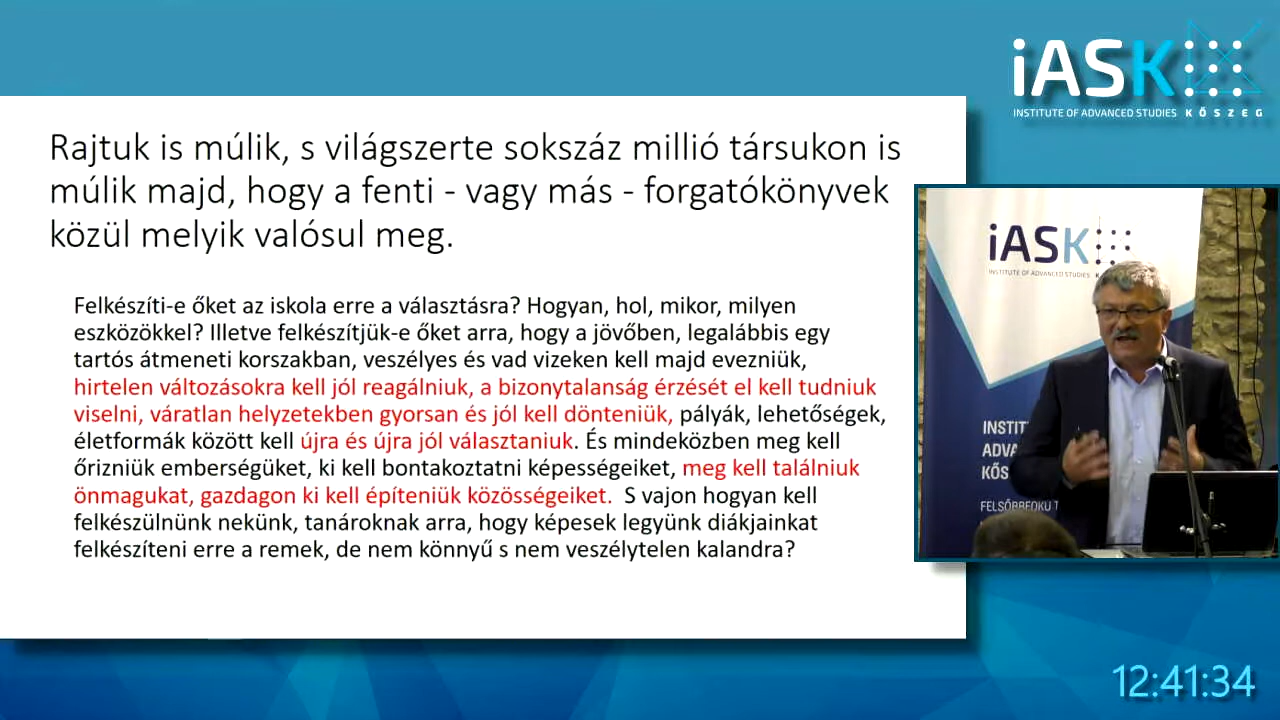 iASK
INSTITUTE OF ADVANCED STUDIES KŐSZEG
Rajtuk is múlik, s világszerte sokszáz millió társukon is
múlik majd, hogy a fenti - vagy más - forgatókönyvek
közül melyik valósul meg.
Felkészíti-e őket az iskola erre a választásra? Hogyan, hol, mikor, milyen
eszközökkel? Illetve felkészítjük-e őket arra, hogy a jövőben, legalábbis egy
tartós átmeneti korszakban, veszélyes és vad vizeken kell majd evezniük,
hirtelen változásokra kell jól reagálniuk, a bizonytalanság érzését el kell tudniuk
viselni, váratlan helyzetekben gyorsan és jól kell dönteniük, pályák, lehetőségek,
életformák között kell újra és újra jól választaniuk. És mindeközben meg kell
őrizniük emberségüket, ki kell bontakoztatni képességeiket, meg kell találniuk
önmagukat, gazdagon ki kell építeniük közösségeiket. S vajon hogyan kell
felkészülnünk nekünk, tanároknak arra, hogy képesek legyünk diákjainkat
felkészíteni erre a remek, de nem könnyű s nem veszélytelen kalandra?
iASK
INSTITUTE OF ADVANCED STUDIES
INSTIT
ADVA
KŐS
FELSŐBBFOKÚ T
12:41:34